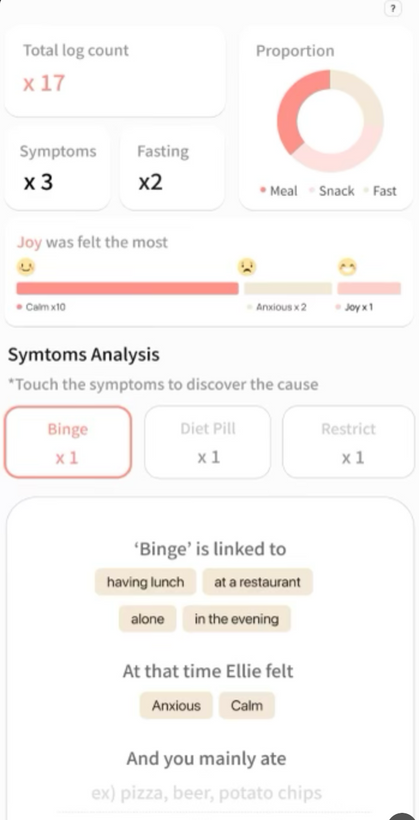 ?
Total log count
x 17
Proportion
Symptoms
x 3
Fasting
x2
Meal Snack Fast
Joy was felt the most
Calm x10 Anxious x 2 Joy x 1
Symtoms Analysis
*Touch the symptoms to discover the cause
Binge
x 1
Diet Pill
x 1
Restrict
x 1
‘Binge’ is linked to
having lunch at a restaurant
alone in the evening
At that time Ellie felt
Anxious Calm
And you mainly ate
ex) pizza, beer, potato chips